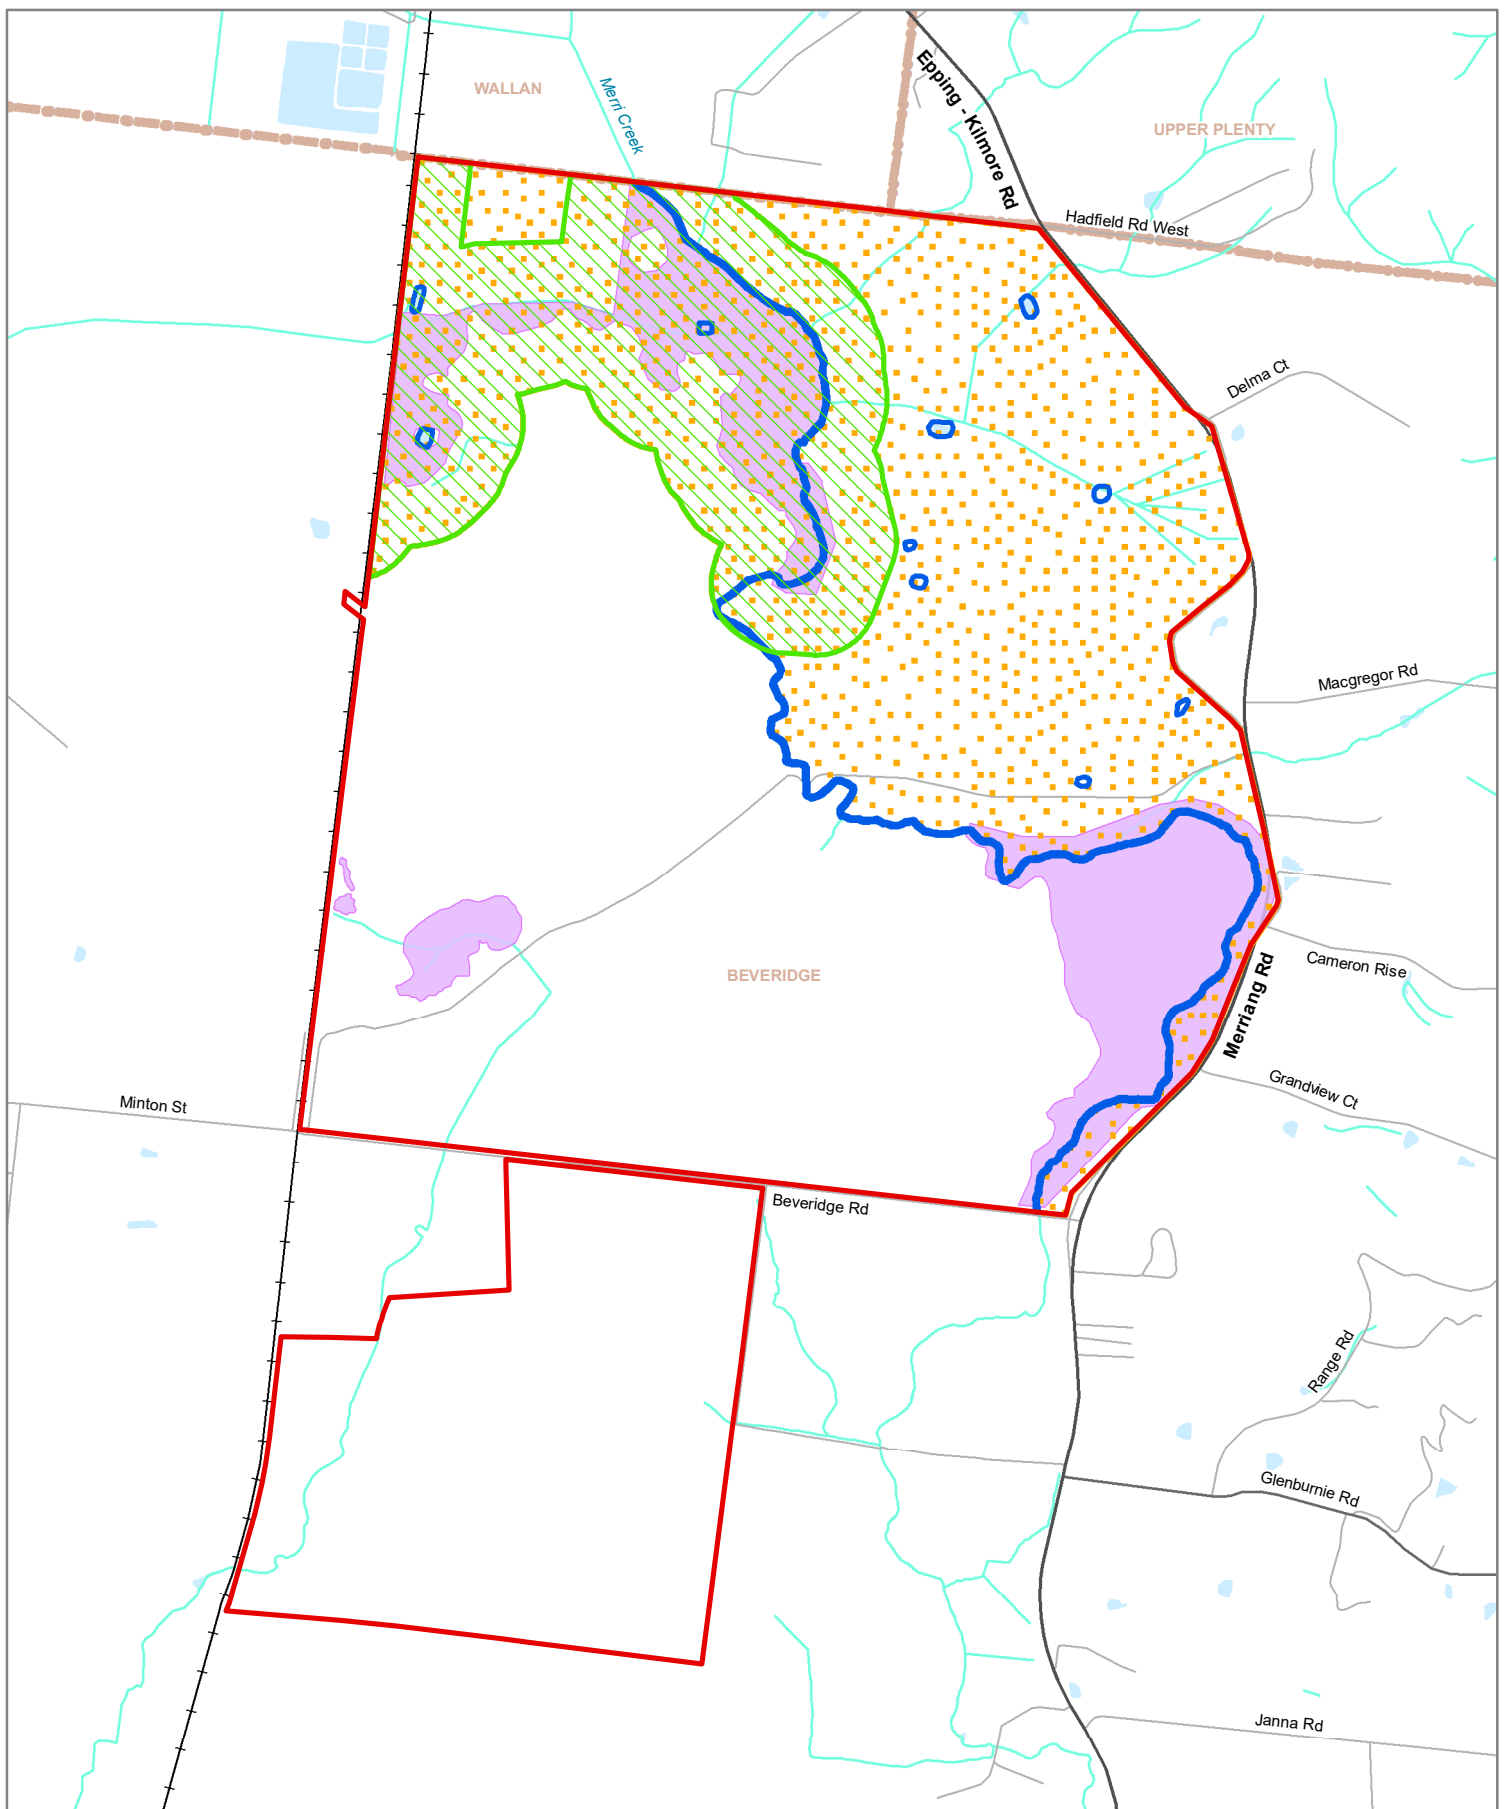 WALLAN
Merri Creek
Epping - Kilmore Rd
UPPER PLENTY
Hadfield Rd West
Delma Ct
Macgregor Rd
BEVERIDGE
Cameron Rise
Merriang Rd
Grandview Ct
Minton St
Beveridge Rd
Range Rd
Glenburnie Rd
Janna Rd